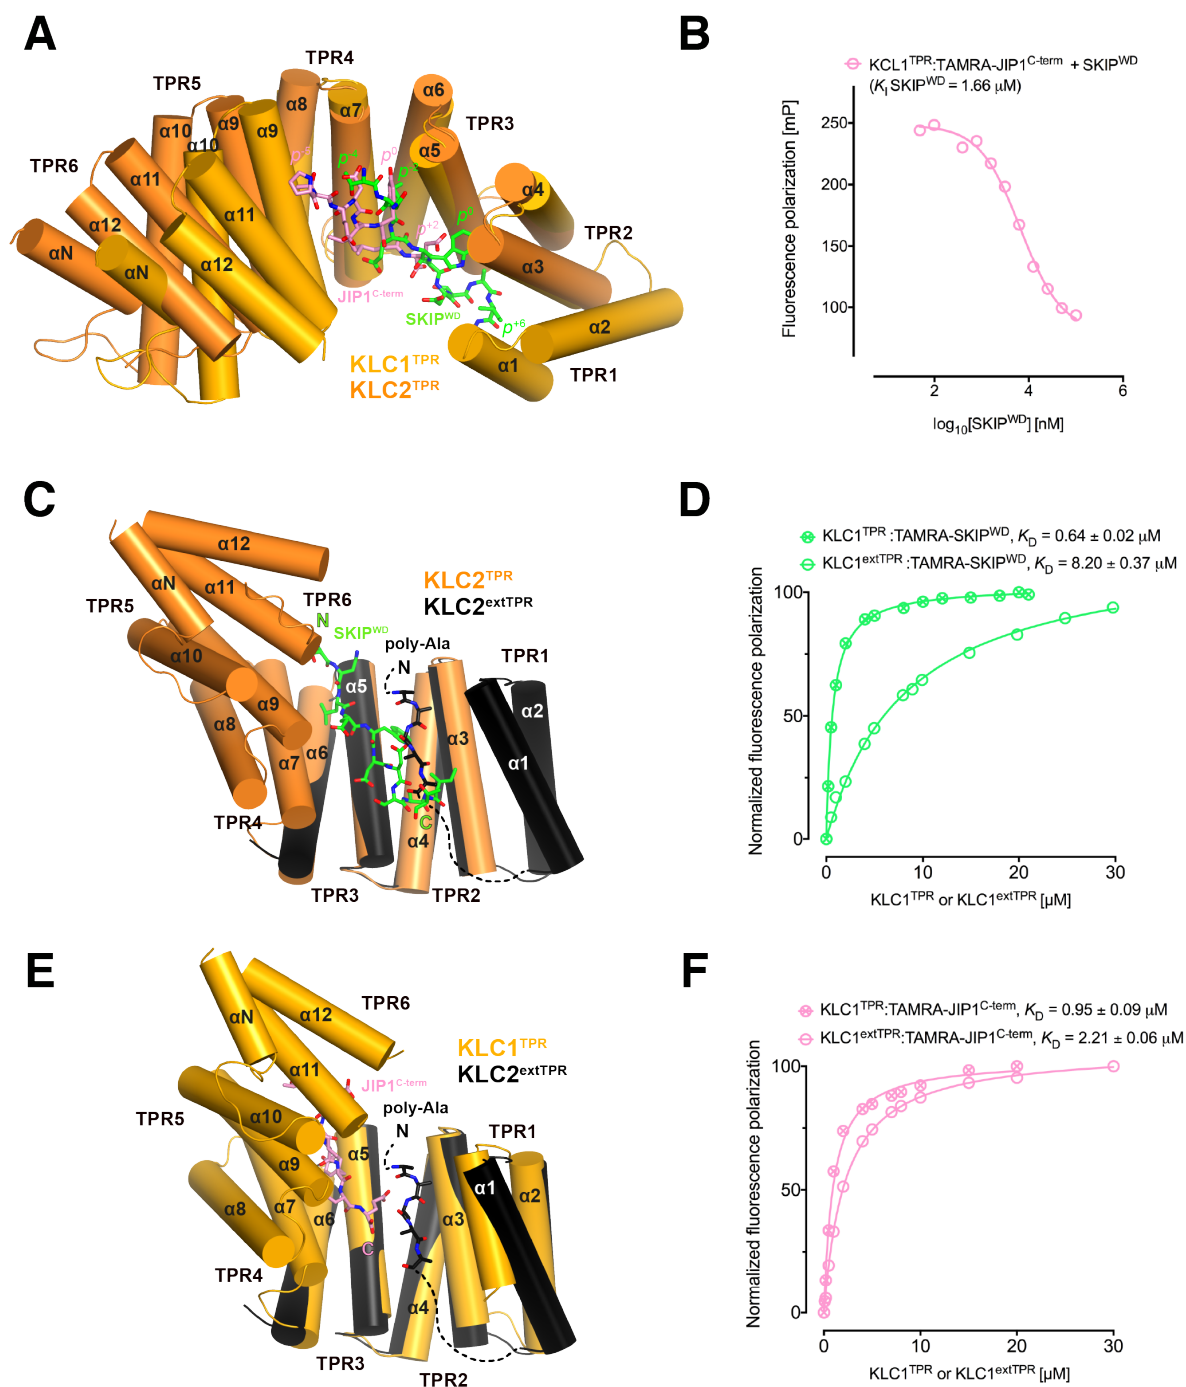 A
TPR4
TPR5
α8
α7
α6
α10
α9
α9
TPR3
α10
α5
TPR6
α11
p-4
p0
α4
α11
α12
p+2
p0
TPR2
αN
αN
α12
α3
JIP1C-term
SKIPWD
p+6
α2
α1
KLC1TPR
KLC2TPR
TPR1
B
KCL1TPR:TAMRA-JIP1C-term + SKIPWD
(KI SKIPWD = 1.66 µM)
Fluorescence polarization [mP]
250
200
150
100
2
4
6
log10[SKIPWD] [nM]
C
α12
αN
α11
KLC2TPR
KLC2extTPR
TPR5
TPR6
N
SKIPWD
poly-Ala
N
TPR1
α10
α5
α8
α9
α2
α6
α3
α7
α1
TPR4
C
α4
TPR3
TPR2
D
KLC1TPR:TAMRA-SKIPWD, KD = 0.64 ± 0.02 µM
KLC1extTPR:TAMRA-SKIPWD, KD = 8.20 ± 0.37 µM
Normalized fluorescence polarization
100
50
0
0
10
20
30
KLC1TPR or KLC1extTPR [µM]
E
αN
α12
TPR6
KLC1TPR
KLC2extTPR
α11
JIP1C-term
poly-Ala
N
TPR5
α10
TPR1
α5
α9
α1
α2
α8
α7
α6
α3
C
TPR4
α4
TPR3
TPR2
F
KLC1TPR:TAMRA-JIP1C-term, KD = 0.95 ± 0.09 µM
KLC1extTPR:TAMRA-JIP1C-term, KD = 2.21 ± 0.06 µM
Normalized fluorescence polarization
100
50
0
0
10
20
30
KLC1TPR or KLC1extTPR [µM]